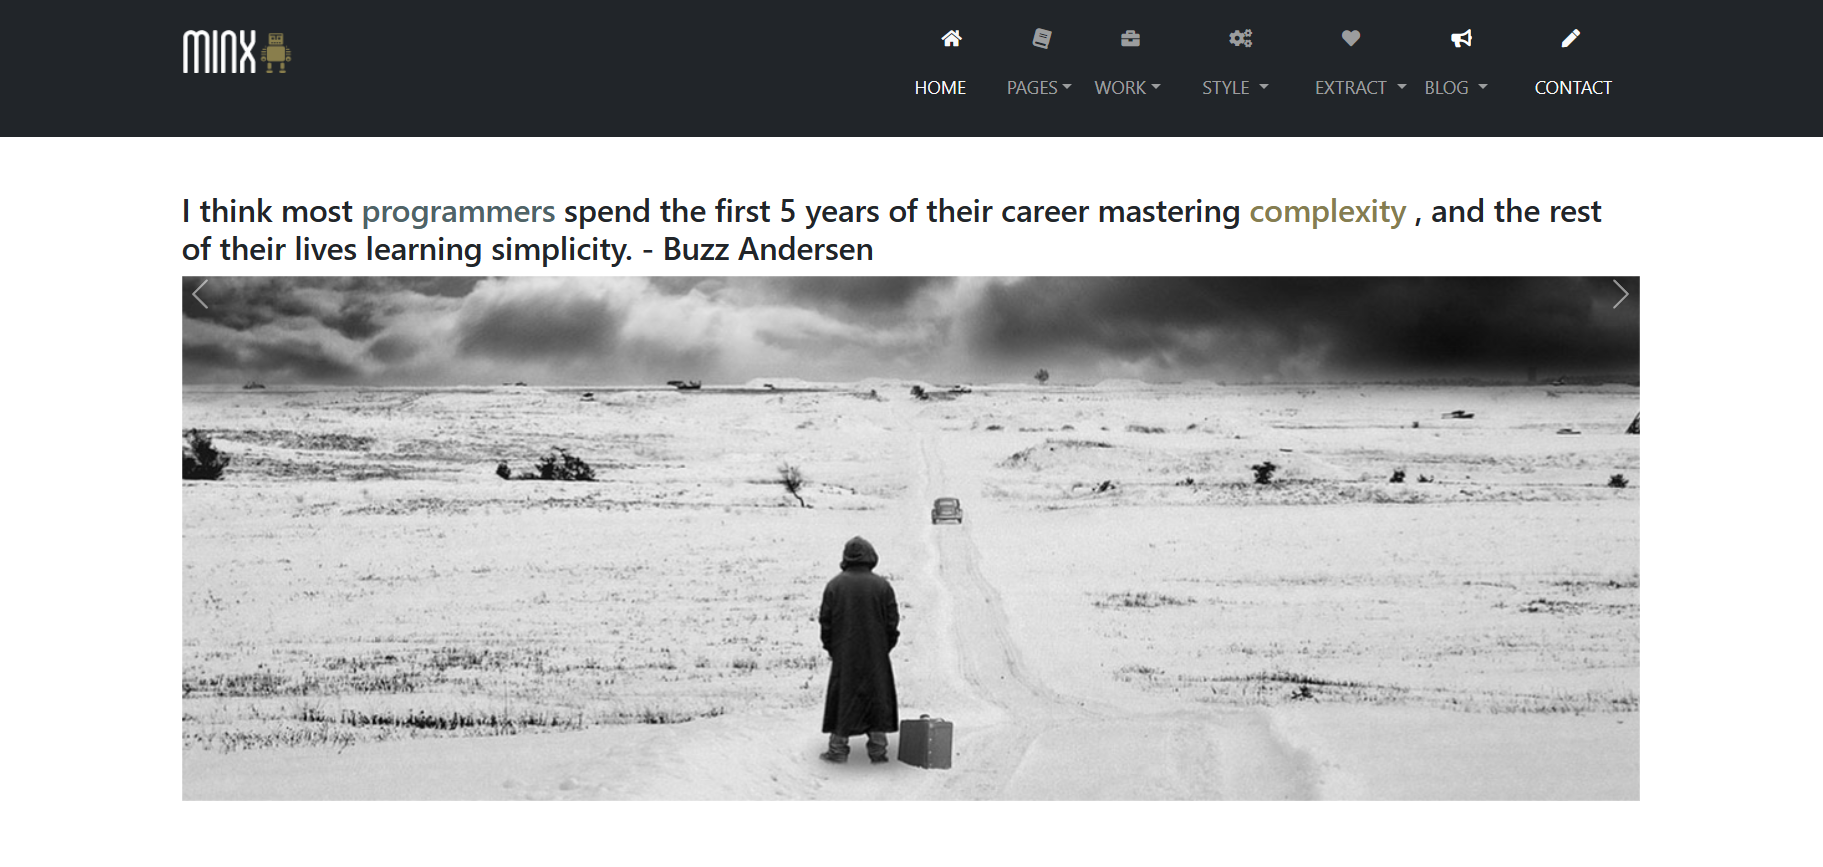 MINX
HOME PAGES WORK STYLE EXTRACT BLOG CONTACT
I think most programmers spend the first 5 years of their career mastering complexity , and the rest
of their lives learning simplicity. - Buzz Andersen